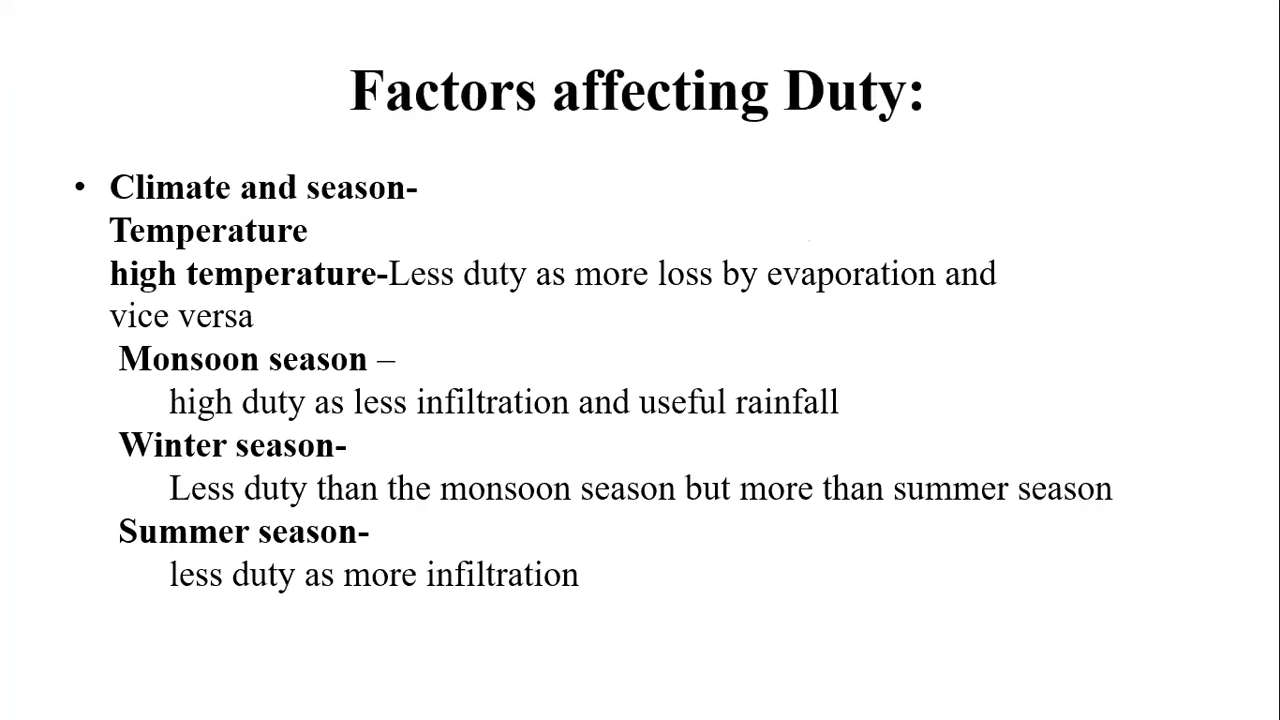 Factors affecting Duty:
• Climate and season-
Temperature
high temperature-Less duty as more loss by evaporation and
vice versa
Monsoon season –
high duty as less infiltration and useful rainfall
Winter season-
Less duty than the monsoon season but more than summer season
Summer season-
less duty as more infiltration